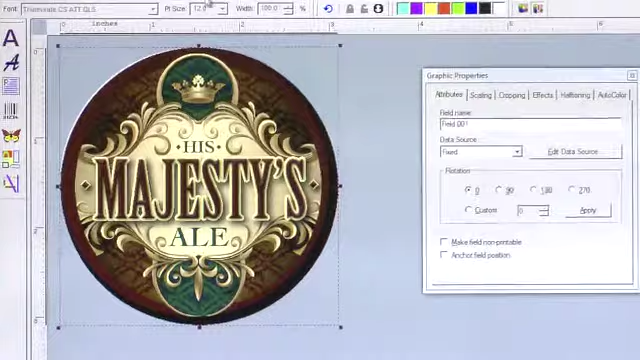 Font:
Pt Size:
Width:
100.0
%
inches
Graphic Properties
Attributes
Scaling
Cropping
Effects
Halftoning
AutoColor
Field name:
Field 001
Data Source:
Fixed
Edit Data Source...
Rotation
0
90
180
270
Custom
0
Apply
Make field non-printable
Anchor field position
·HIS·
MAJESTY'S
ALE